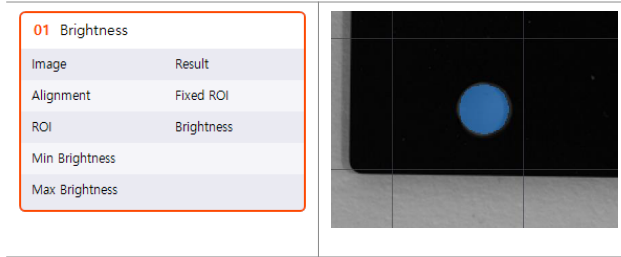 01 Brightness
Image Result
Alignment Fixed ROI
ROI Brightness
Min Brightness
Max Brightness